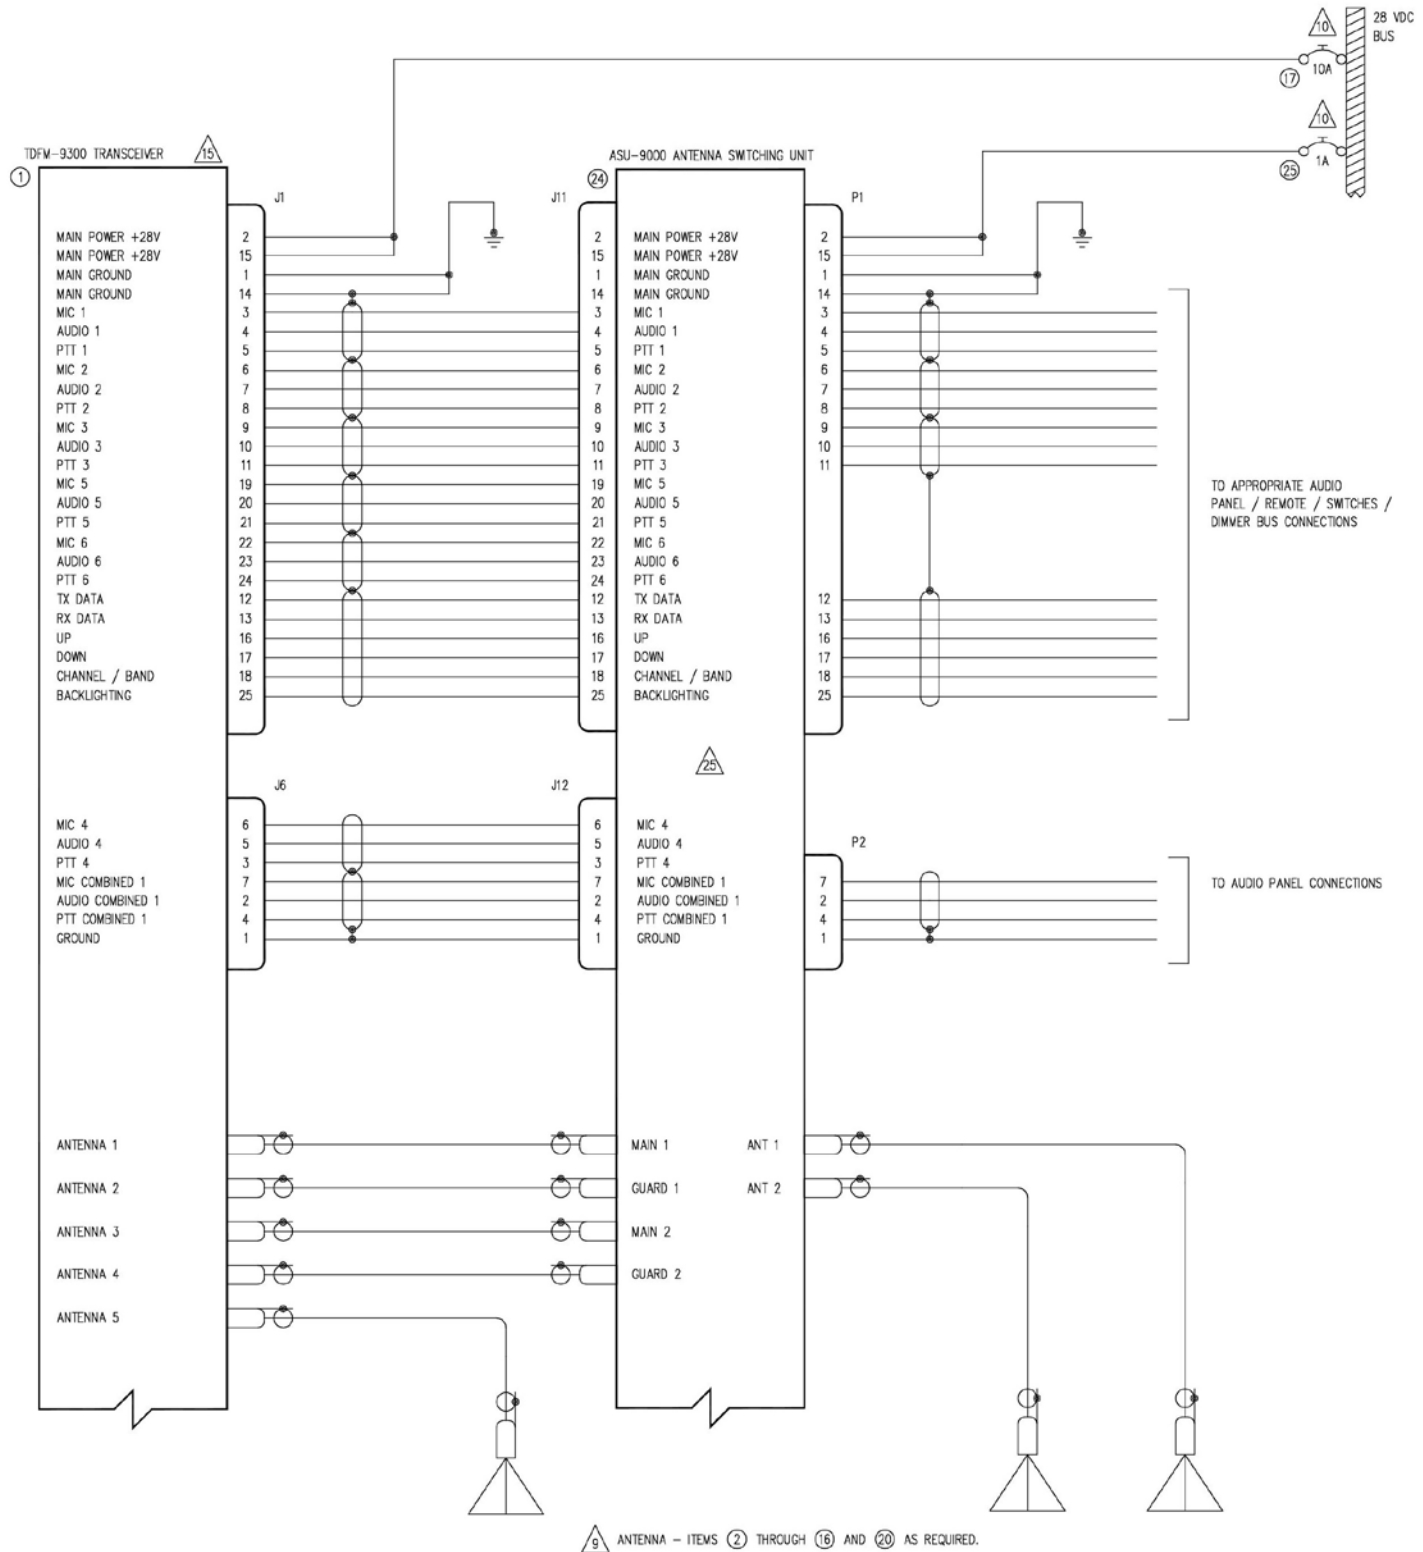 10
28 VDC
BUS
17
10A
10
25
1A
TDFM-9300 TRANSCEIVER
15
1
ASU-9000 ANTENNA SWITCHING UNIT
24
J1
J11
P1
MAIN POWER +28V 2 2 MAIN POWER +28V 2
MAIN POWER +28V 15 15 MAIN POWER +28V 15
MAIN GROUND 1 1 MAIN GROUND 1
MAIN GROUND 14 14 MAIN GROUND 14
MIC 1 3 3 MIC 1 3
AUDIO 1 4 4 AUDIO 1 4
PTT 1 5 5 PTT 1 5
MIC 2 6 6 MIC 2 6
AUDIO 2 7 7 AUDIO 2 7
PTT 2 8 8 PTT 2 8
MIC 3 9 9 MIC 3 9
AUDIO 3 10 10 AUDIO 3 10
PTT 3 11 11 PTT 3 11
MIC 5 19 19 MIC 5
AUDIO 5 20 20 AUDIO 5
PTT 5 21 21 PTT 5
MIC 6 22 22 MIC 6
AUDIO 6 23 23 AUDIO 6
PTT 6 24 24 PTT 6
TX DATA 12 12 TX DATA 12
RX DATA 13 13 RX DATA 13
UP 16 16 UP 16
DOWN 17 17 DOWN 17
CHANNEL / BAND 18 18 CHANNEL / BAND 18
BACKLIGHTING 25 25 BACKLIGHTING 25
TO APPROPRIATE AUDIO
PANEL / REMOTE / SWITCHES /
DIMMER BUS CONNECTIONS
25
J6
J12
P2
MIC 4 6 6 MIC 4
AUDIO 4 5 5 AUDIO 4
PTT 4 3 3 PTT 4
MIC COMBINED 1 7 7 MIC COMBINED 1 7
AUDIO COMBINED 1 2 2 AUDIO COMBINED 1 2
PTT COMBINED 1 4 4 PTT COMBINED 1 4
GROUND 1 1 GROUND 1
TO AUDIO PANEL CONNECTIONS
ANTENNA 1 MAIN 1 ANT 1
ANTENNA 2 GUARD 1 ANT 2
ANTENNA 3 MAIN 2
ANTENNA 4 GUARD 2
ANTENNA 5
9 ANTENNA - ITEMS 2 THROUGH 16 AND 20 AS REQUIRED.